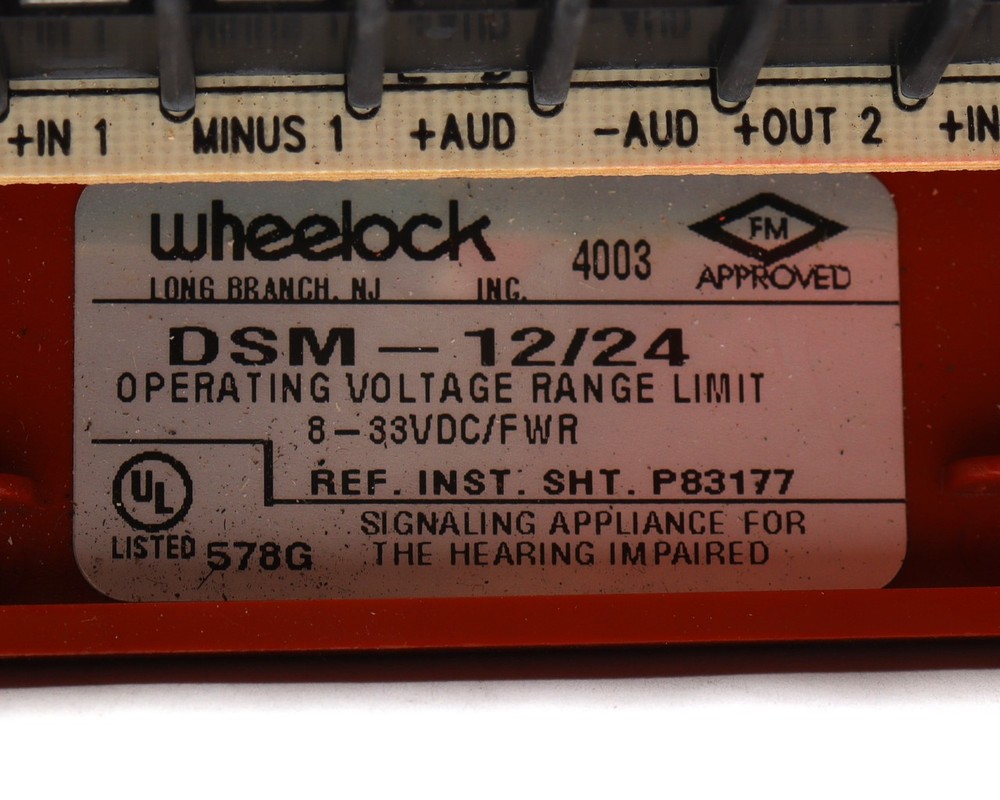 +IN 1 MINUS 1 +AUD -AUD +OUT 2 +IN
wheelock 4003 FM
LONG BRANCH, NJ INC. APPROVED
DSM - 12/24
OPERATING VOLTAGE RANGE LIMIT
8-33VDC/FWR
REF. INST. SHT. P83177
UL
LISTED 578G
SIGNALING APPLIANCE FOR
THE HEARING IMPAIRED